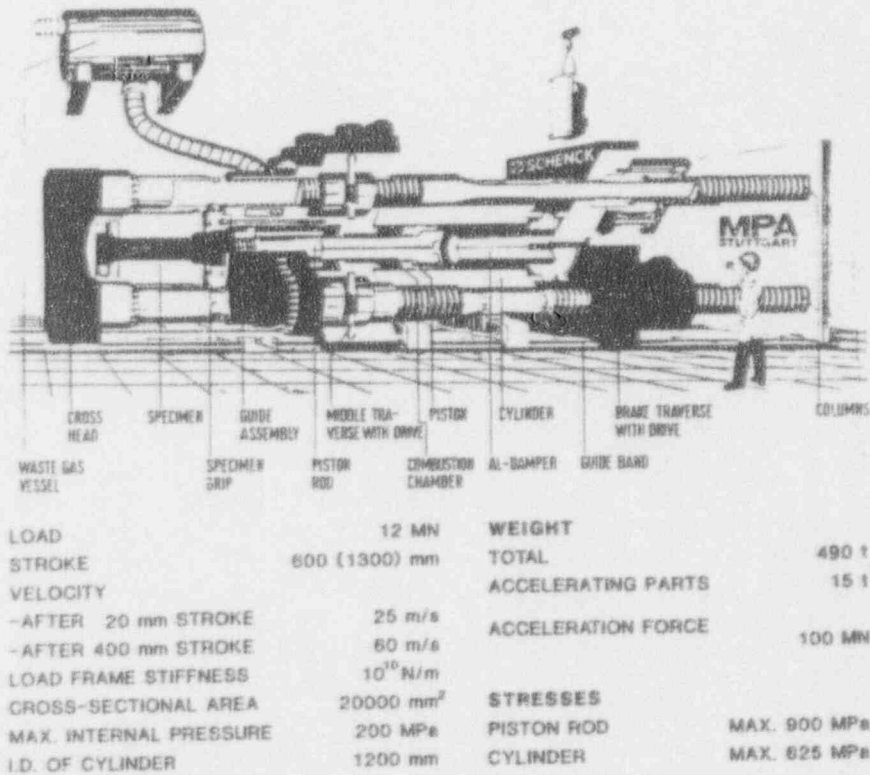 SCHENCK
MPA
STUTTGART
CROSS HEAD
SPECIMEN
GUIDE ASSEMBLY
MIDDLE TRA-VERSE WITH DRIVE
PISTON
CYLINDER
BRAKE TRAVERSE WITH DRIVE
COLUMNS
WASTE GAS VESSEL
SPECIMEN GRIP
PISTON ROD
COMBUSTION CHAMBER
AL-DAMPER
GUIDE BAND
LOAD 12 MN
STROKE 600 (1300) mm
VELOCITY
-AFTER 20 mm STROKE 25 m/s
-AFTER 400 mm STROKE 60 m/s
LOAD FRAME STIFFNESS 10¹⁰ N/m
CROSS-SECTIONAL AREA 20000 mm²
MAX. INTERNAL PRESSURE 200 MPa
I.D. OF CYLINDER 1200 mm
WEIGHT
TOTAL 490 t
ACCELERATING PARTS 15 t
ACCELERATION FORCE 100 MN
STRESSES
PISTON ROD MAX. 900 MPa
CYLINDER MAX. 625 MPa